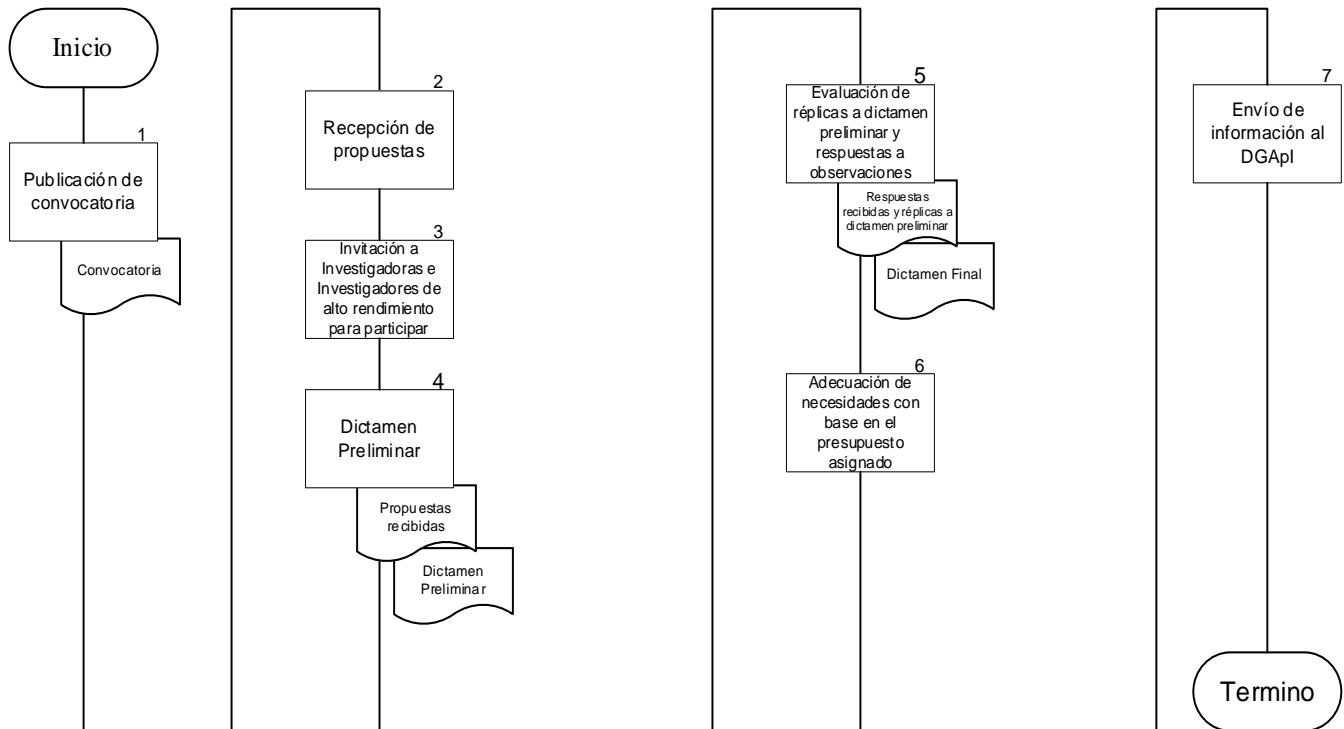 Inicio
1
Publicación de
convocatoria
Convocatoria
2
Recepción de
propuestas
3
Invitación a
Investigadoras e
Investigadores de
alto rendimiento
para participar
4
Dictamen
Preliminar
Propuestas
recibidas
Dictamen
Preliminar
5
Evaluación de
réplicas a dictamen
preliminar y
respuestas a
observaciones
Respuestas
recibidas y réplicas a
dictamen preliminar
Dictamen Final
6
Adecuación de
necesidades con
base en el
presupuesto
asignado
7
Envío de
información al
DGApI
Termino